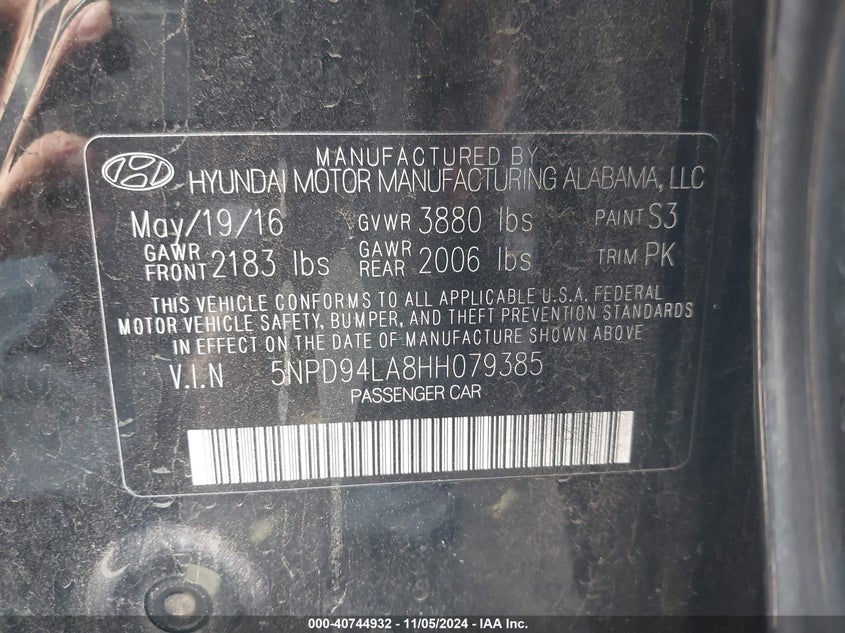 MANUFACTURED BY
HYUNDAI MOTOR MANUFACTURING ALABAMA, LLC
May/19/16 GVWR 3880 lbs PAINT S3
GAWR FRONT 2183 lbs GAWR REAR 2006 lbs TRIM PK
THIS VEHICLE CONFORMS TO ALL APPLICABLE U.S.A. FEDERAL
MOTOR VEHICLE SAFETY, BUMPER, AND THEFT PREVENTION STANDARDS
IN EFFECT ON THE DATE OF MANUFACTURE SHOWN ABOVE
V.I.N 5NPD94LA8HH079385
PASSENGER CAR
000-40744932 - 11/05/2024 - IAA Inc.